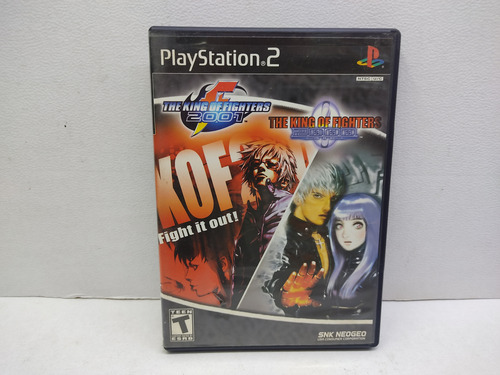 PlayStation®2
NTSC U/C
THE KING OF FIGHTERS
2001
THE KING OF FIGHTERS
KOF
Fight it out!
TEEN
T
ESRB
SNK NEOGEO